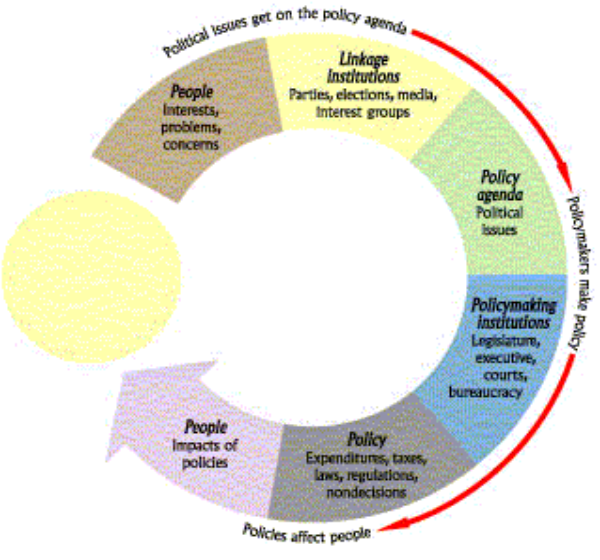 Political issues get on the policy agenda
People
Interests,
problems,
concerns
Linkage
Institutions
Parties, elections, media,
interest groups
Policy
agenda
Political
issues
Policymakers make policy
Policymaking
institutions
Legislature,
executive,
courts,
bureaucracy
Policy
Expenditures, taxes,
laws, regulations,
nondecisions
People
Impacts of
policies
Policies affect people